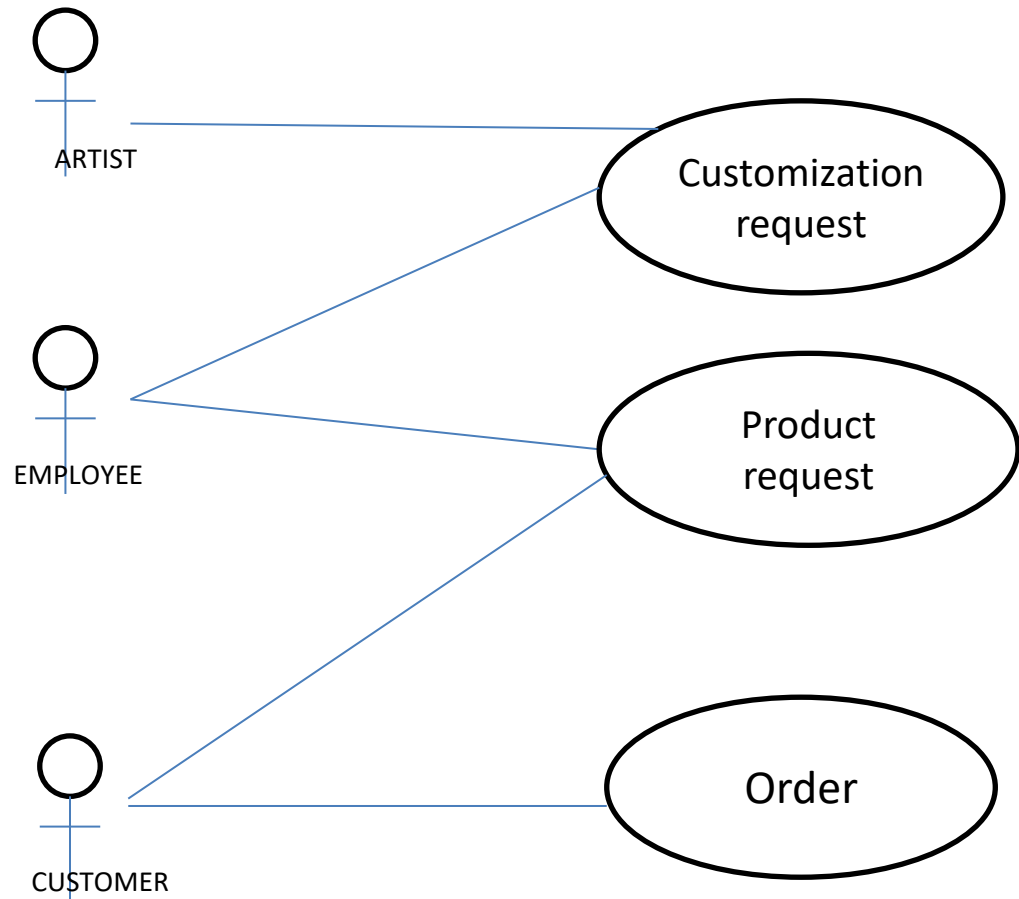 ARTIST
Customization
request
EMPLOYEE
Product
request
CUSTOMER
Order